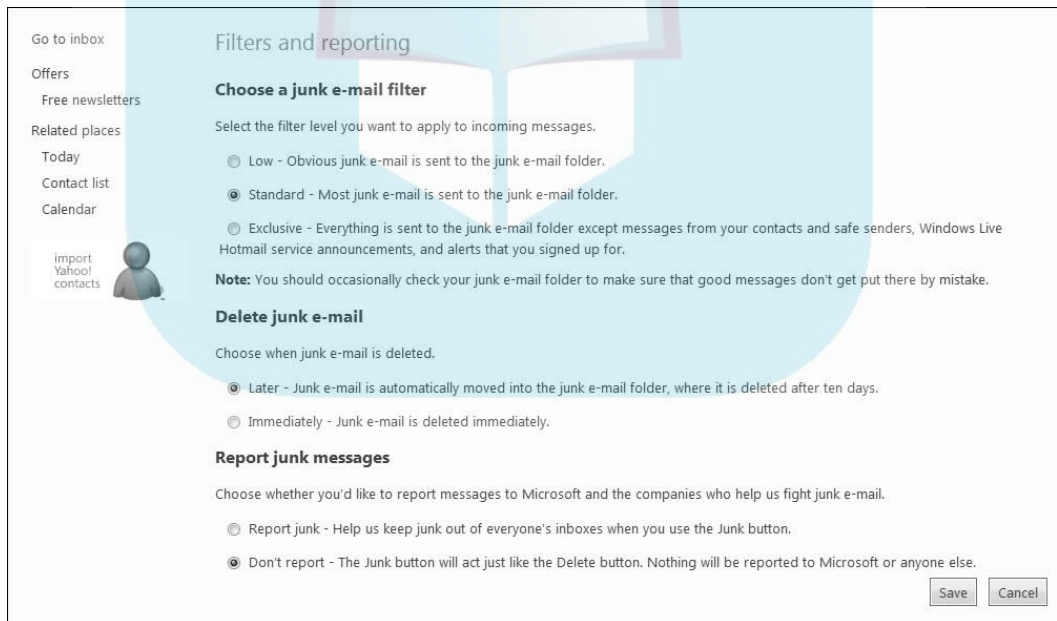 Go to inbox
Offers
Free newsletters
Related places
Today
Contact list
Calendar
import
Yahoo!
contacts
Filters and reporting
Choose a junk e-mail filter
Select the filter level you want to apply to incoming messages.
Low - Obvious junk e-mail is sent to the junk e-mail folder.
Standard - Most junk e-mail is sent to the junk e-mail folder.
Exclusive - Everything is sent to the junk e-mail folder except messages from your contacts and safe senders, Windows Live
Hotmail service announcements, and alerts that you signed up for.
Note: You should occasionally check your junk e-mail folder to make sure that good messages don't get put there by mistake.
Delete junk e-mail
Choose when junk e-mail is deleted.
Later - Junk e-mail is automatically moved into the junk e-mail folder, where it is deleted after ten days.
Immediately - Junk e-mail is deleted immediately.
Report junk messages
Choose whether you'd like to report messages to Microsoft and the companies who help us fight junk e-mail.
Report junk - Help us keep junk out of everyone's inboxes when you use the Junk button.
Don't report - The Junk button will act just like the Delete button. Nothing will be reported to Microsoft or anyone else.
Save Cancel